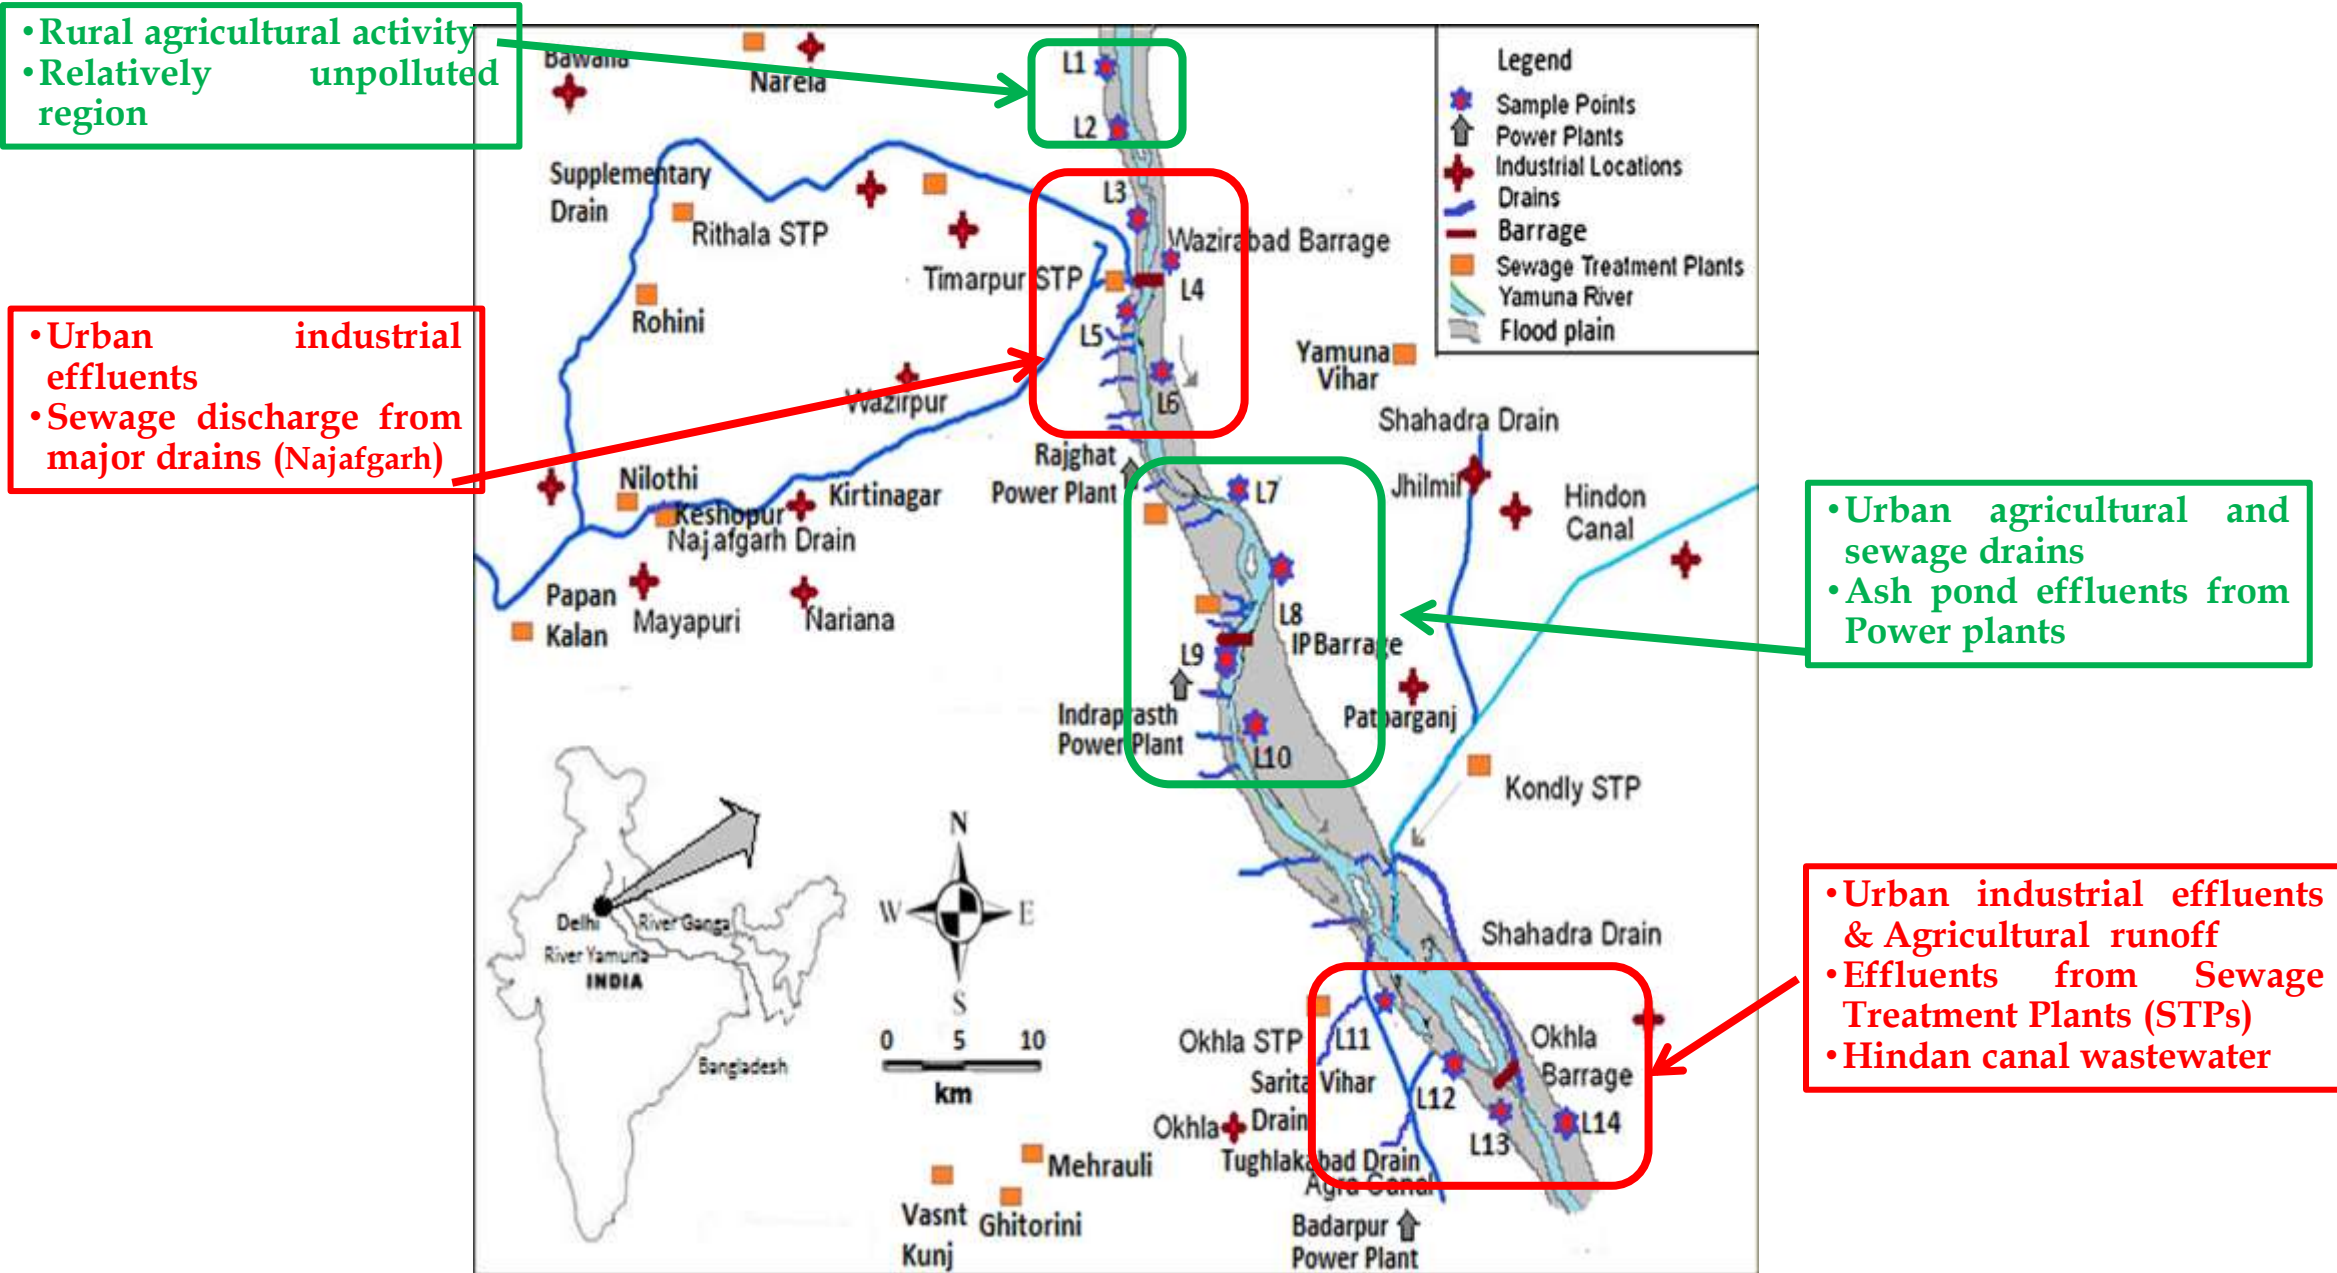 •Rural agricultural activity
•Relatively unpolluted
region
•Urban industrial
effluents
•Sewage discharge from
major drains (Najafgarh)
Bawana
Narela
Supplementary
Drain
Rithala STP
Rohini
Timarpur STP
Wazirpur
Nilothi
Keshopur
Najafgarh Drain
Kirtinagar
Papan
Kalan
Mayapuri
Nariana
L1
L2
L3
Wazirabad Barrage
L4
L5
L6
Rajghat
Power Plant
L7
L8
IP Barrage
L9
Indraprasth
Power Plant
L10
Legend
Sample Points
Power Plants
Industrial Locations
Drains
Barrage
Sewage Treatment Plants
Yamuna River
Flood plain
Yamuna
Vihar
Shahadra Drain
Jhilmil
Hindon
Canal
Patparganj
Kondly STP
Shahadra Drain
Okhla STP
L11
Sarita Vihar
Drain
Okhla
L12
Okhla
Barrage
L13
L14
Tughlakabad Drain
Agra Canal
Badarpur
Power Plant
Delhi
River Ganga
River Yamuna
INDIA
Bangladesh
N
W
E
S
0 5 10
km
Mehrauli
Vasnt
Kunj
Ghitorini
•Urban agricultural and
sewage drains
•Ash pond effluents from
Power plants
•Urban industrial effluents
& Agricultural runoff
•Effluents from Sewage
Treatment Plants (STPs)
•Hindan canal wastewater